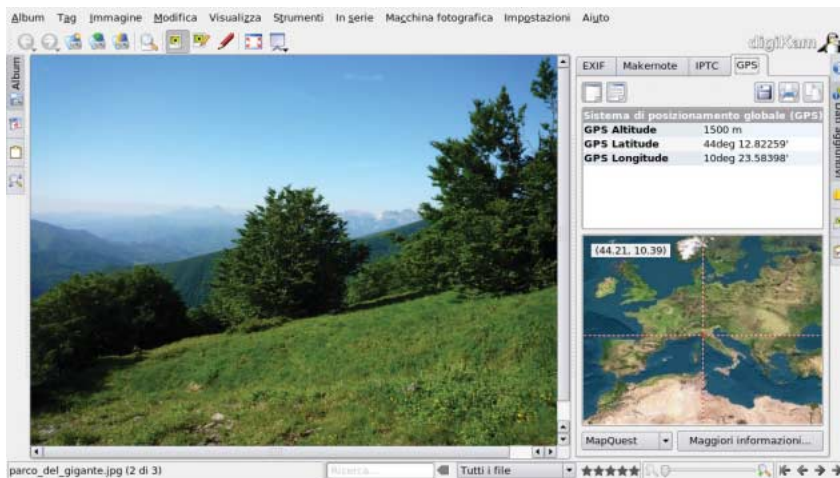 Album Tag Immagine Modifica Visualizza Strumenti In serie Macchina fotografica Impostazioni Aiuto
digiKam
Album
EXIF Makernote IPTC GPS
Sistema di posizionamento globale (GPS)
GPS Altitude 1500 m
GPS Latitude 44deg 12.82259'
GPS Longitude 10deg 23.58398'
(44.21, 10.39)
MapQuest Maggiori informazioni...
parco_del_gigante.jpg (2 di 3) Ricerca... Tutti i file